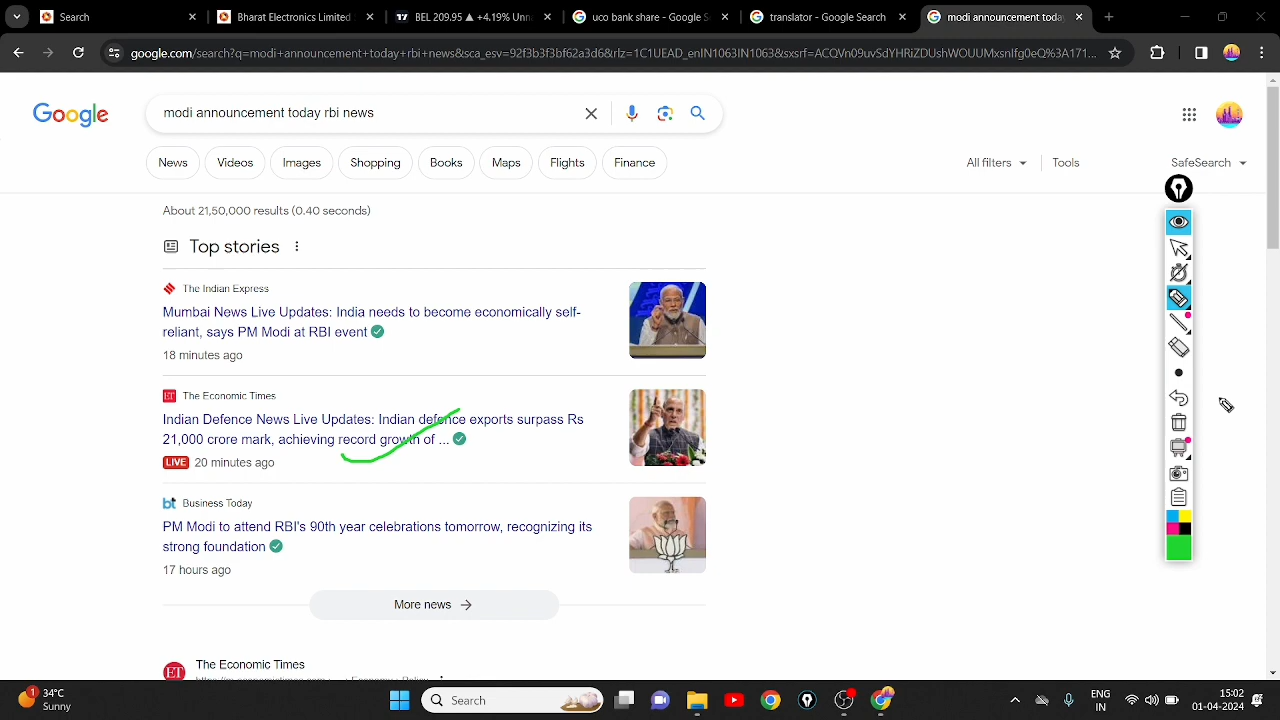 Search
Bharat Electronics Limited
BEL 209.95 ▲ +4.19% Unna
uco bank share - Google S
translator - Google Search
modi announcement today
google.com/search?q=modi+announcement+today+rbi+news&sca_esv=92f3b3f3bf62a3d6&rlz=1C1UEAD_enIN1063IN1063&sxsrf=ACQVn09uvSdYHRiZDUshWOUUMxsnIfg0eQ%3A171...
Google
modi announcement today rbi news
News
Videos
Images
Shopping
Books
Maps
Flights
Finance
All filters
Tools
SafeSearch
About 21,50,000 results (0.40 seconds)
Top stories
The Indian Express
Mumbai News Live Updates: India needs to become economically self-
reliant, says PM Modi at RBI event
18 minutes ago
ET The Economic Times
Indian Defence News Live Updates: Indian defence exports surpass Rs
21,000 crore mark, achieving record growth of ...
LIVE 20 minutes ago
bt Business Today
PM Modi to attend RBI's 90th year celebrations tomorrow, recognizing its
strong foundation
17 hours ago
More news
ET The Economic Times
34°C
Sunny
Search
ENG
IN
15:02
01-04-2024